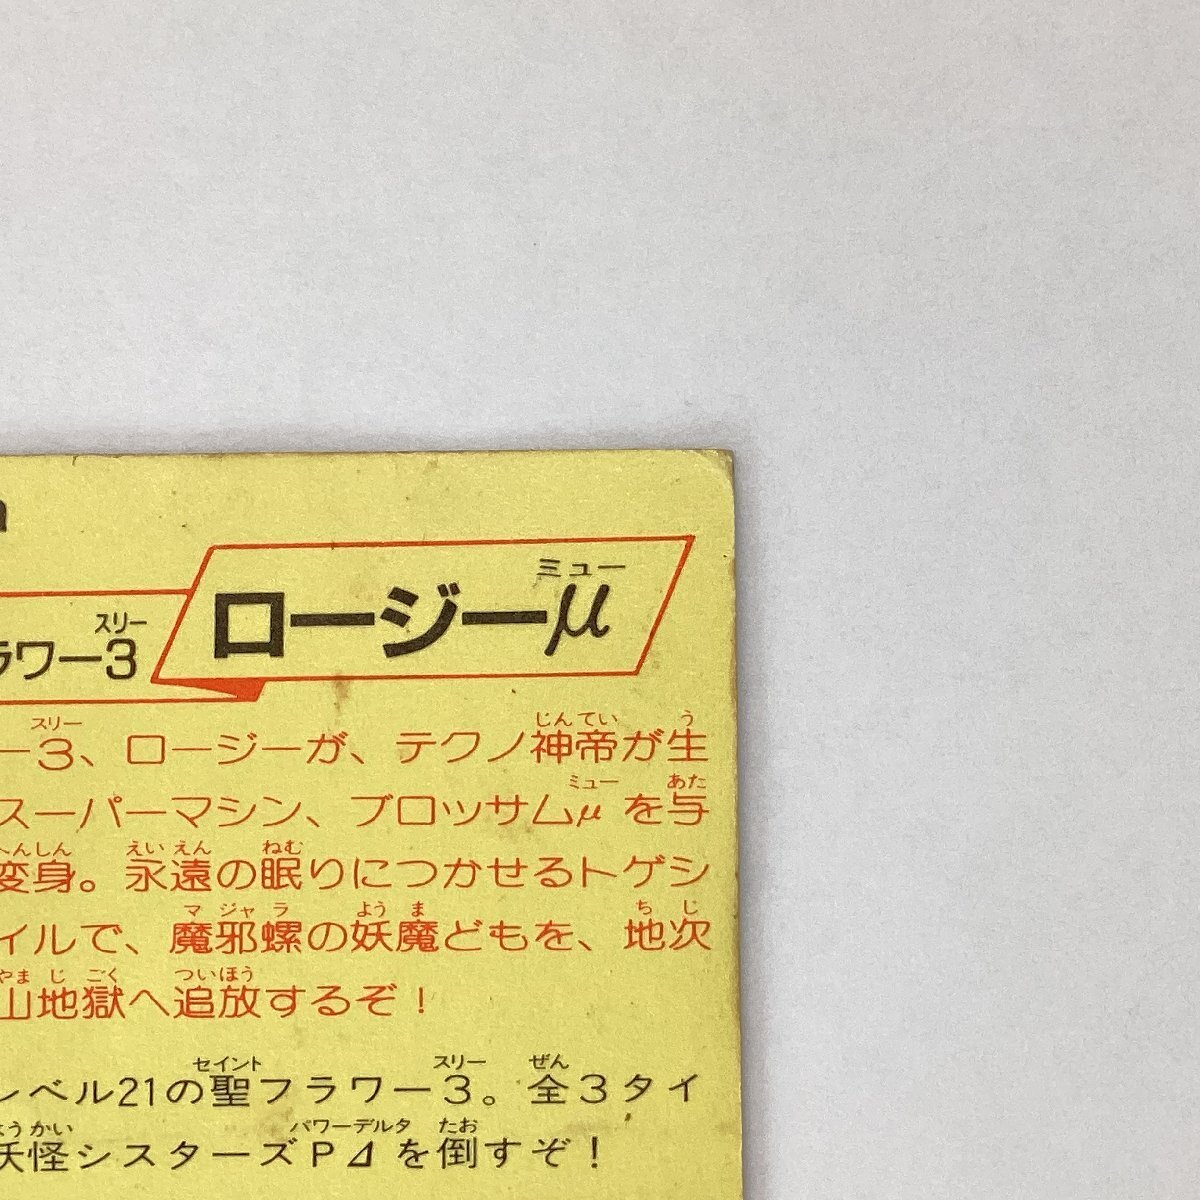 ミュー
ロージーμ
スリー
ラワー3
スリー じんてい う
ー3、ロージーが、テクノ神帝が生
ミュー あた
スーパーマシン、ブロッサムμを与
へんしん えいえん ねむ
変身。永遠の眠りにつかせるトゲシ
マジャラ ようま ちじ
イルで、魔邪螺の妖魔どもを、地次
やまじごく ついほう
山地獄へ追放するぞ!
セイント スリー ぜん
レベル21の聖フラワー3。全3タイ
ようかい パワーデルタ たお
妖怪シスターズPΔを倒すぞ!